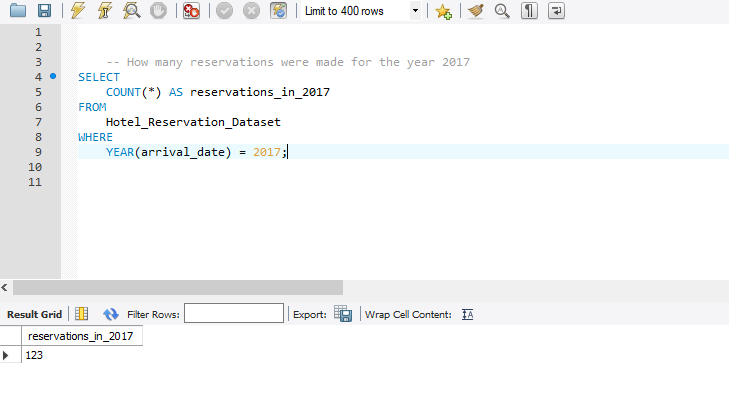 Limit to 400 rows
1
2
3 -- How many reservations were made for the year 2017
4 SELECT
5 COUNT(*) AS reservations_in_2017
6 FROM
7 Hotel_Reservation_Dataset
8 WHERE
9 YEAR(arrival_date) = 2017;
10
11
Result Grid Filter Rows: Export: Wrap Cell Content:
reservations_in_2017
123